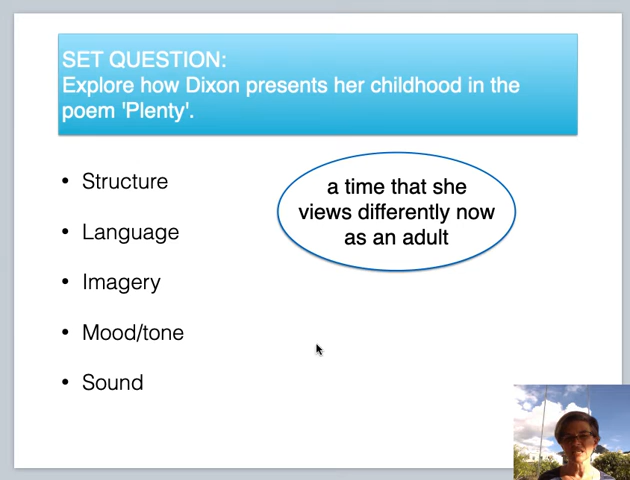 SET QUESTION:
Explore how Dixon presents her childhood in the
poem 'Plenty'.
• Structure
• Language
• Imagery
• Mood/tone
• Sound
a time that she
views differently now
as an adult